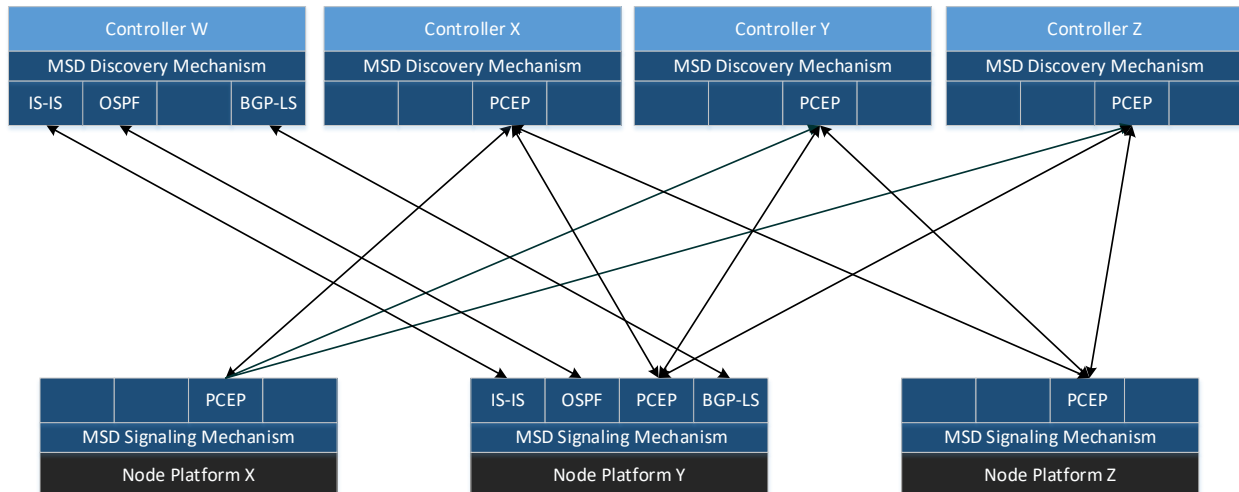 Controller W
Controller X
Controller Y
Controller Z
MSD Discovery Mechanism
MSD Discovery Mechanism
MSD Discovery Mechanism
MSD Discovery Mechanism
IS-IS
OSPF
BGP-LS
PCEP
PCEP
PCEP
PCEP
IS-IS
OSPF
PCEP
BGP-LS
PCEP
MSD Signaling Mechanism
MSD Signaling Mechanism
MSD Signaling Mechanism
Node Platform X
Node Platform Y
Node Platform Z